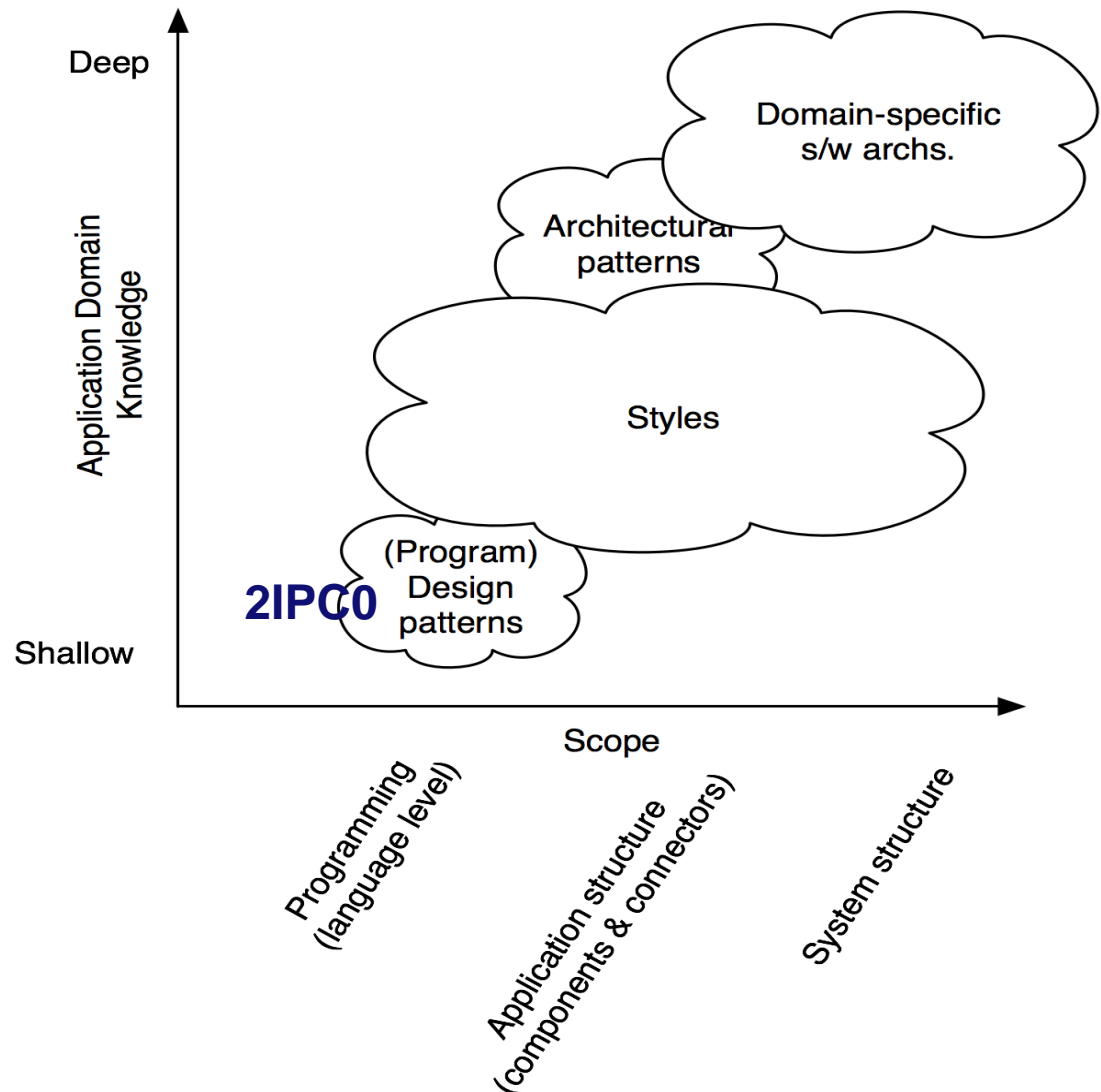 Deep
Domain-specific
s/w archs.
Architectural
patterns
Application Domain
Knowledge
Styles
(Program)
Design
patterns
2IPC0
Shallow
Scope
Programming
(language level)
Application structure
(components & connectors)
System structure